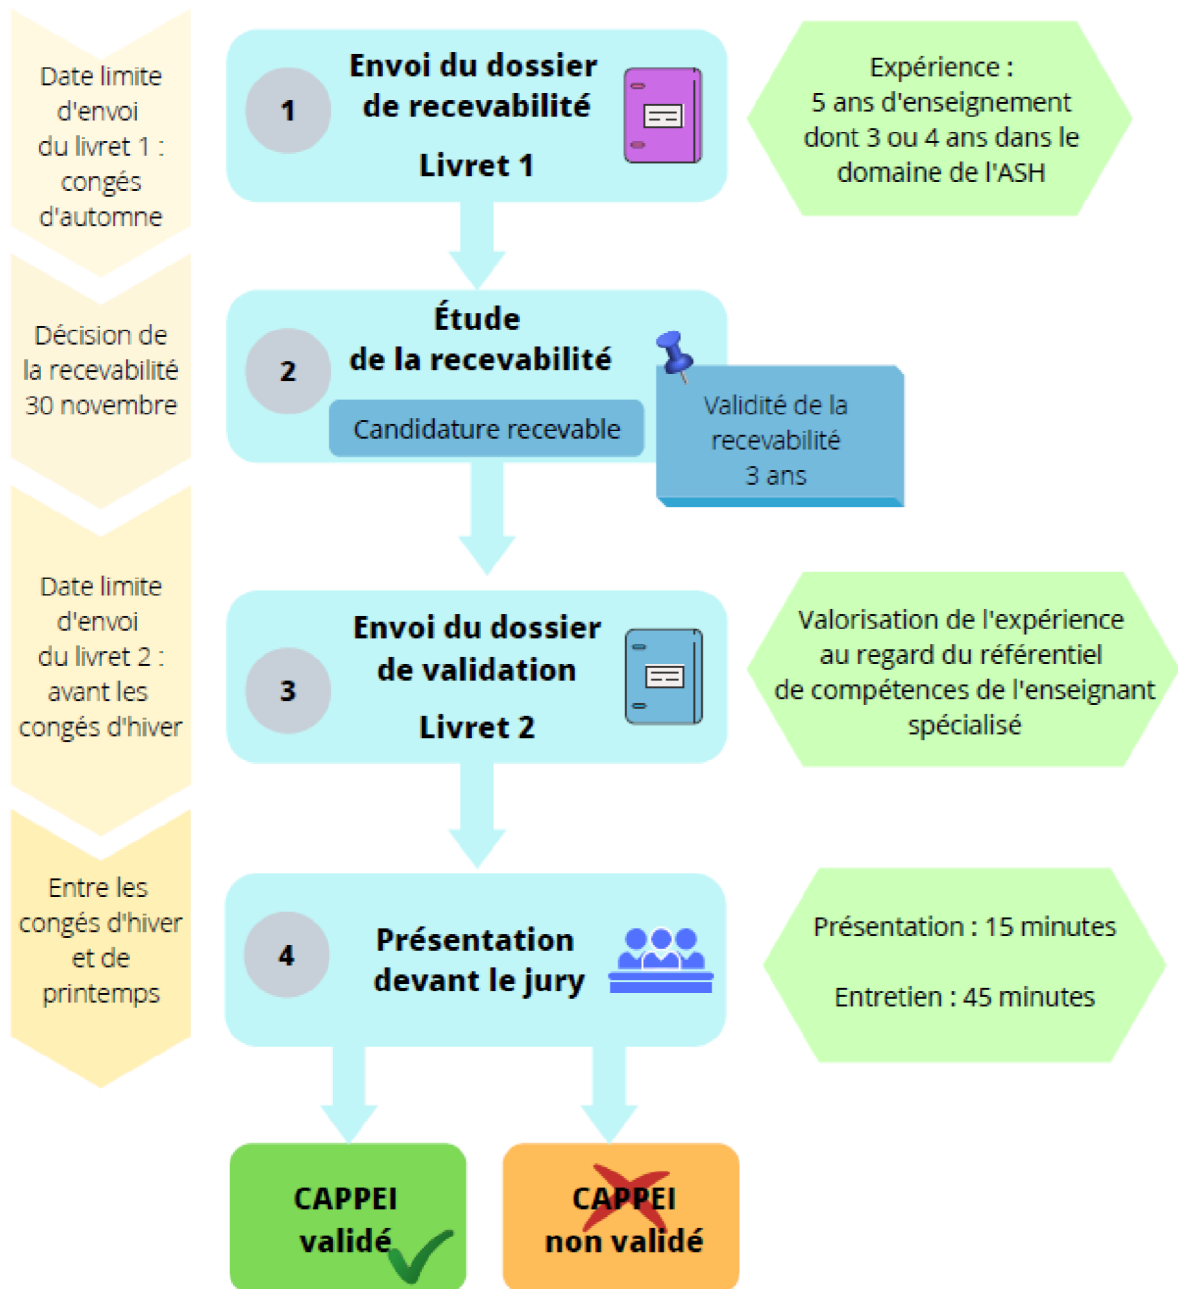 Date limite
d'envoi
du livret 1 :
congés
d'automne
1
Envoi du dossier
de recevabilité
Livret 1
Expérience :
5 ans d'enseignement
dont 3 ou 4 ans dans le
domaine de l'ASH
Décision de
la recevabilité
30 novembre
2
Étude
de la recevabilité
Candidature recevable
Validité de la
recevabilité
3 ans
Date limite
d'envoi
du livret 2 :
avant les
congés d'hiver
3
Envoi du dossier
de validation
Livret 2
Valorisation de l'expérience
au regard du référentiel
de compétences de l'enseignant
spécialisé
Entre les
congés d'hiver
et de
printemps
4
Présentation
devant le jury
Présentation : 15 minutes
Entretien : 45 minutes
CAPPEI
validé
CAPPEI
non validé